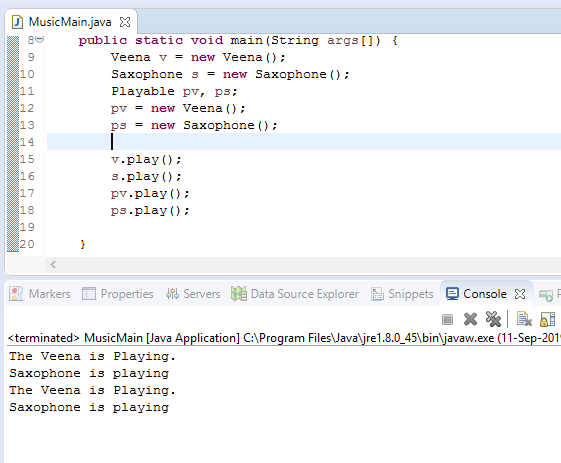 MusicMain.java
8 public static void main(String args[]) {
9 Veena v = new Veena();
10 Saxophone s = new Saxophone();
11 Playable pv, ps;
12 pv = new Veena();
13 ps = new Saxophone();
14
15 v.play();
16 s.play();
17 pv.play();
18 ps.play();
19
20 }
Markers Properties Servers Data Source Explorer Snippets Console
<terminated> MusicMain [Java Application] C:\Program Files\Java\jre1.8.0_45\bin\javaw.exe (11-Sep-201
The Veena is Playing.
Saxophone is playing
The Veena is Playing.
Saxophone is playing